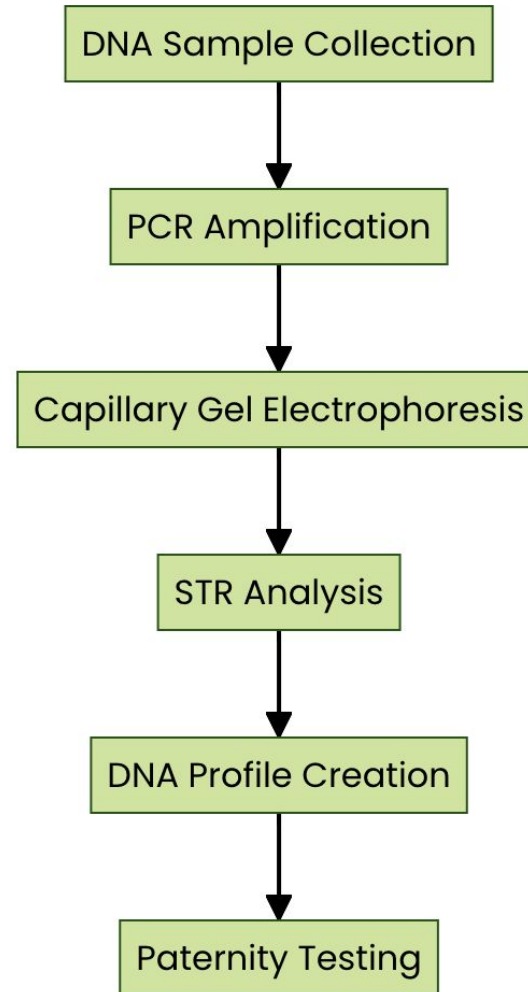 DNA Sample Collection
PCR Amplification
Capillary Gel Electrophoresis
STR Analysis
DNA Profile Creation
Paternity Testing